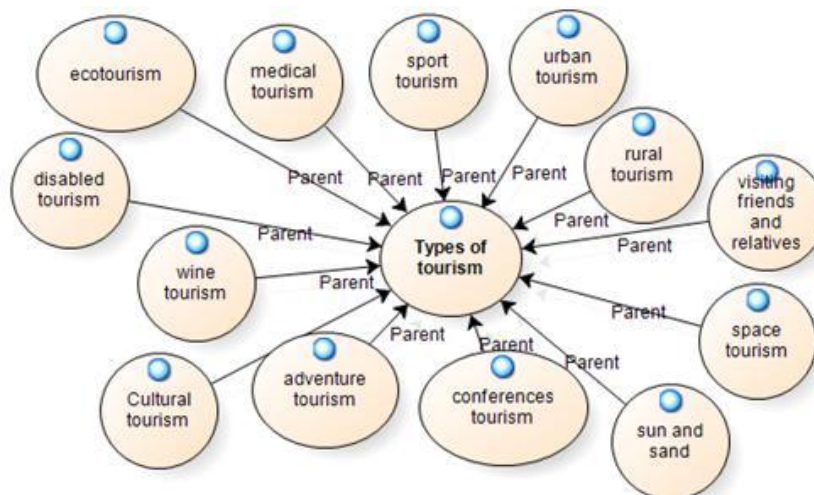 ecotourism
medical
tourism
sport
tourism
urban
tourism
rural
tourism
visiting
friends
and
relatives
disabled
tourism
Parent
Parent
Parent
Parent
Parent
Parent
Parent
Types of
tourism
wine
tourism
Parent
space
tourism
Cultural
tourism
adventure
tourism
Parent
Parent
conferences
tourism
Parent
sun and
sand